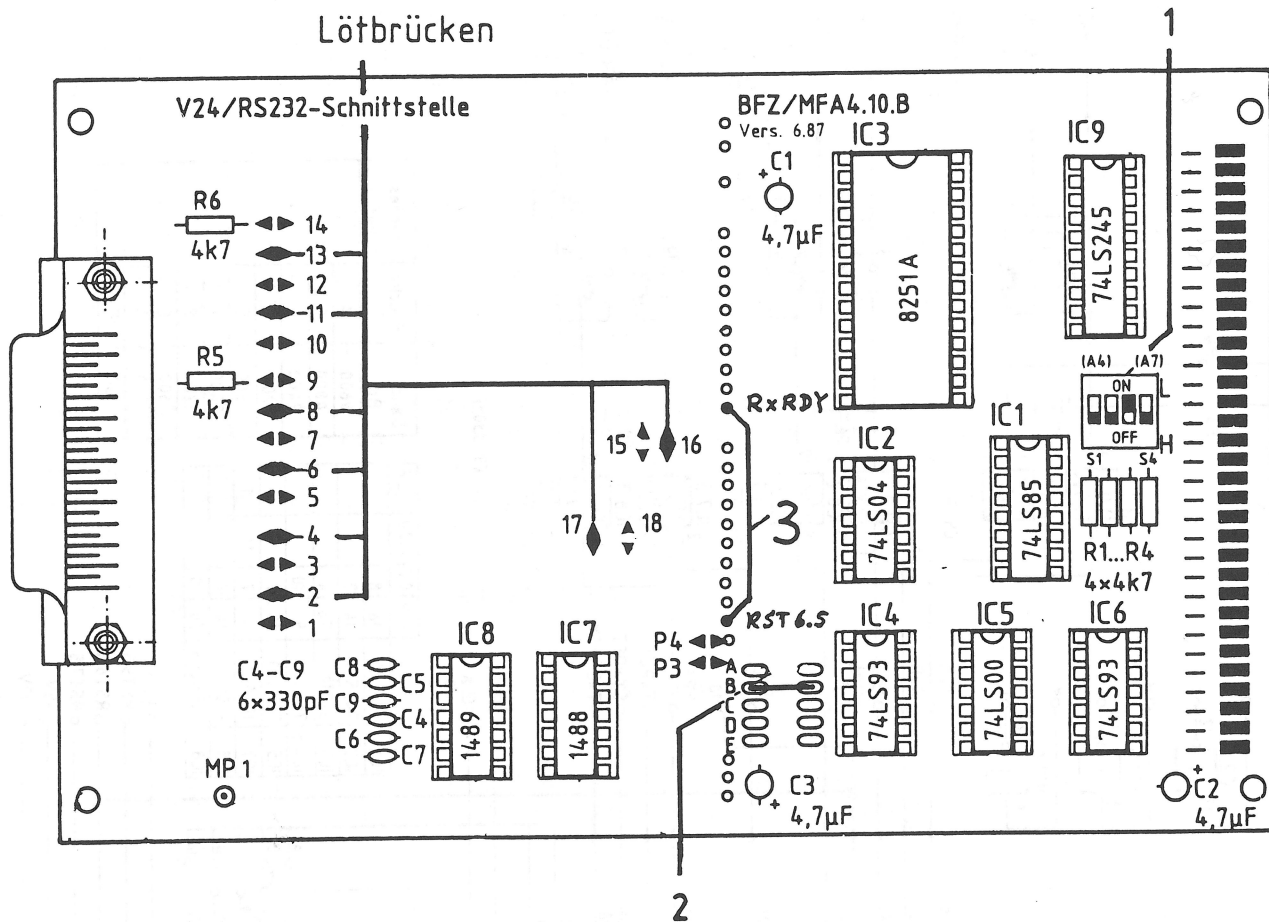 Lötbrücken
1
V24/RS232-Schnittstelle
BFZ/MFA4.10.B
Vers. 6.87
IC3
IC9
C1
+
4,7µF
8251A
74LS245
R6
4k7
14
13
12
11
10
R5
4k7
9
8
7
6
5
4
3
2
1
15
16
17
18
RxRDY
3
RST 6.5
(A4)
(A7)
ON
L
OFF
H
S1
S4
IC1
74LS85
R1...R4
4x4k7
IC2
74LS04
P4
P3
A
B
C
D
E
IC4
74LS93
IC5
74LS00
IC6
74LS93
IC8
1489
IC7
1488
C4-C9
6x330pF
C8
C5
C9
C4
C6
C7
MP1
C3
+
4,7µF
+
C2
4,7µF
2